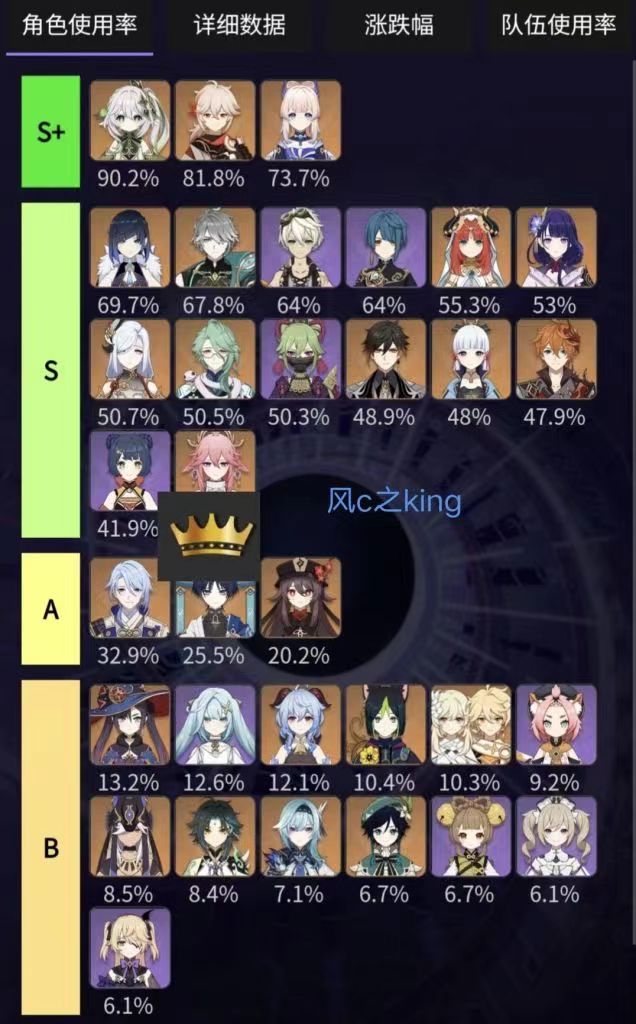 角色使用率 详细数据 涨跌幅 队伍使用率
S+
90.2% 81.8% 73.7%
69.7% 67.8% 64% 64% 55.3% 53%
S
50.7% 50.5% 50.3% 48.9% 48% 47.9%
风c之king
41.9%
A
32.9% 25.5% 20.2%
13.2% 12.6% 12.1% 10.4% 10.3% 9.2%
B
8.5% 8.4% 7.1% 6.7% 6.7% 6.1%
6.1%